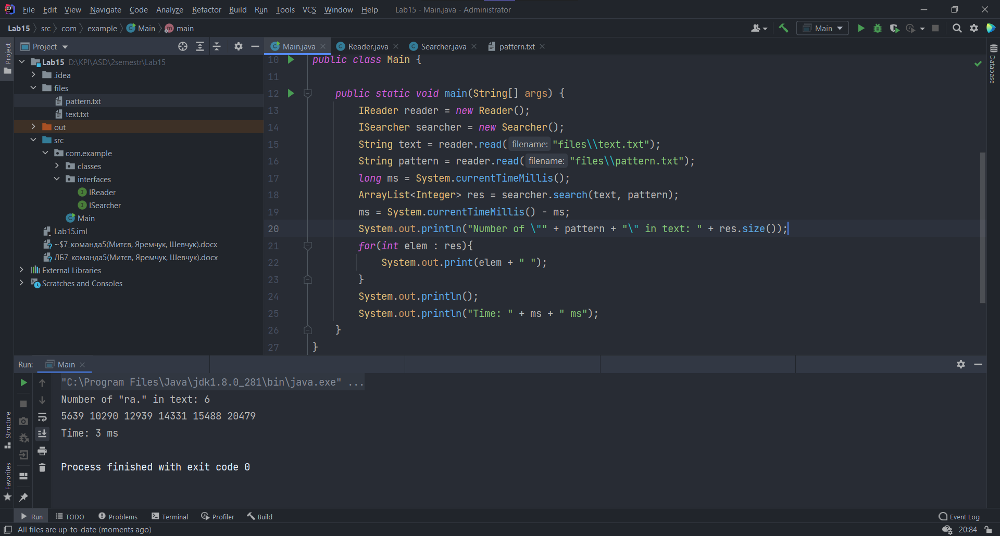 File Edit View Navigate Code Analyze Refactor Build Run Tools VCS Window Help Lab15 - Main.java - Administrator
Lab15 src com example Main main
Main
Project
Main.java Reader.java Searcher.java pattern.txt
Project
Database
Lab15 D:\KPI\ASD\2semestr\Lab15
.idea
files
pattern.txt
text.txt
out
src
com.example
classes
interfaces
IReader
ISearcher
Main
Lab15.iml
~$7_команда5(Митєв, Яремчук, Шевчук).docx
ЛБ7_команда5(Митєв, Яремчук, Шевчук).docx
External Libraries
Scratches and Consoles
10 public class Main {
11
12 public static void main(String[] args) {
13 IReader reader = new Reader();
14 ISearcher searcher = new Searcher();
15 String text = reader.read( filename: "files\\text.txt");
16 String pattern = reader.read( filename: "files\\pattern.txt");
17 long ms = System.currentTimeMillis();
18 ArrayList<Integer> res = searcher.search(text, pattern);
19 ms = System.currentTimeMillis() - ms;
20 System.out.println("Number of \"" + pattern + "\" in text: " + res.size());
21 for(int elem : res){
22 System.out.print(elem + " ");
23 }
24 System.out.println();
25 System.out.println("Time: " + ms + " ms");
26 }
27 }
Run: Main
"C:\Program Files\Java\jdk1.8.0_281\bin\java.exe" ...
Number of "ra." in text: 6
5639 10290 12939 14331 15488 20479
Time: 3 ms
Process finished with exit code 0
Structure
Favorites
Run TODO Problems Terminal Profiler Build Event Log
All files are up-to-date (moments ago) 20:84